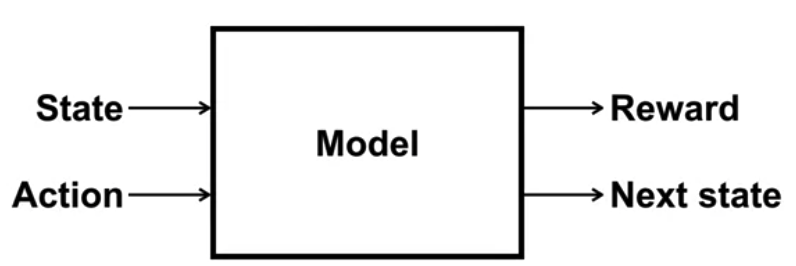 State
Reward
Model
Action
Next state